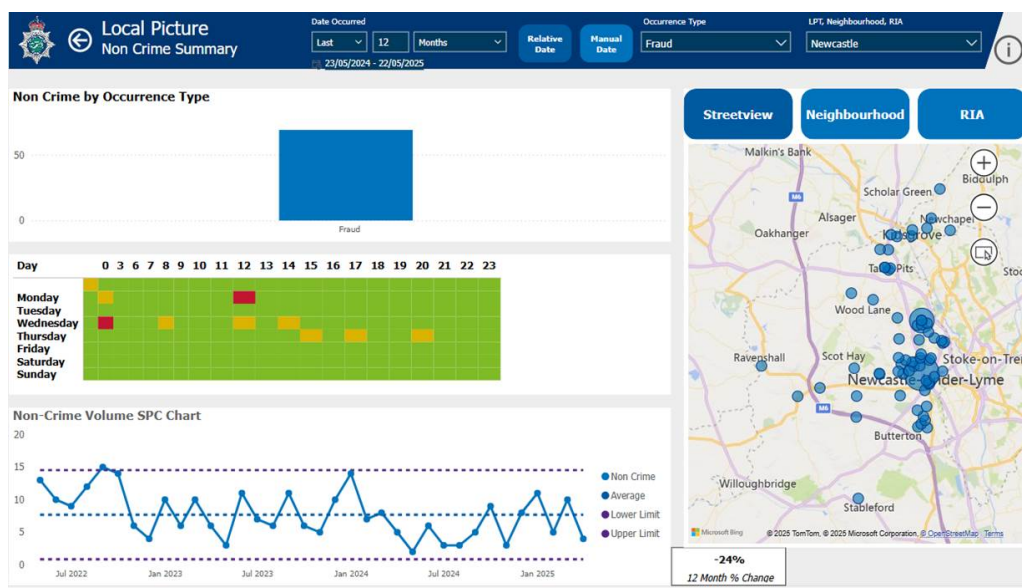 Local Picture
Non Crime Summary
Date Occurred
Last 12 Months
23/05/2024 - 22/05/2025
Relative
Date
Manual
Date
Occurrence Type
Fraud
LPT, Neighbourhood, RIA
Newcastle
Non Crime by Occurrence Type
50
0
Fraud
Day 0 3 6 7 8 9 10 11 12 13 14 15 16 17 18 19 20 21 22 23
Monday
Tuesday
Wednesday
Thursday
Friday
Saturday
Sunday
Non-Crime Volume SPC Chart
20
15
10
5
0
Jul 2022 Jan 2023 Jul 2023 Jan 2024 Jul 2024 Jan 2025
Non Crime
Average
Lower Limit
Upper Limit
Streetview Neighbourhood RIA
Malkin's Bank
Biddulph
Scholar Green
Alsager
Newchapel
Oakhanger
Kidsgrove
Wood Lane
Ravenshall
Scot Hay
Stoke-on-Tre
Butterton
Willoughbridge
Stableford
M6
M6
Microsoft Bing
© 2025 TomTom, © 2025 Microsoft Corporation, © OpenStreetMap Terms
-24%
12 Month % Change